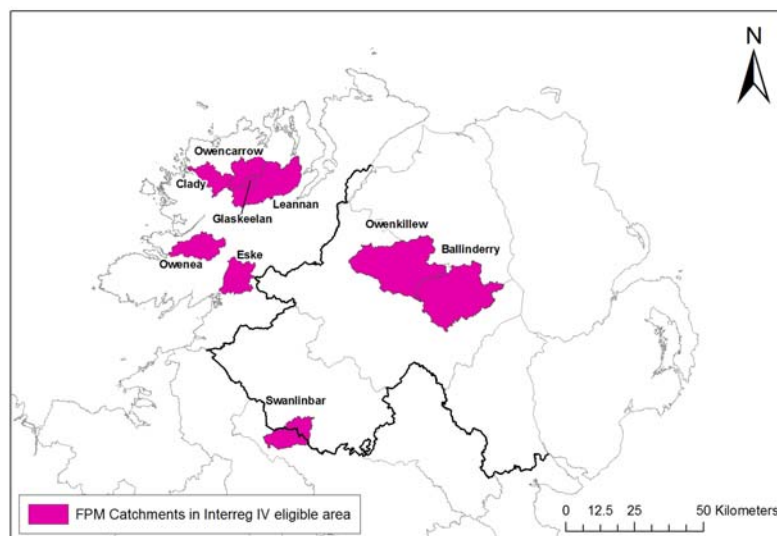 N
Owencarrow
Clady
Leannan
Glaskeelan
Owenkillew
Ballinderry
Eske
Owenea
Swanlinbar
FPM Catchments in Interreg IV eligible area
0 12.5 25 50 Kilometers